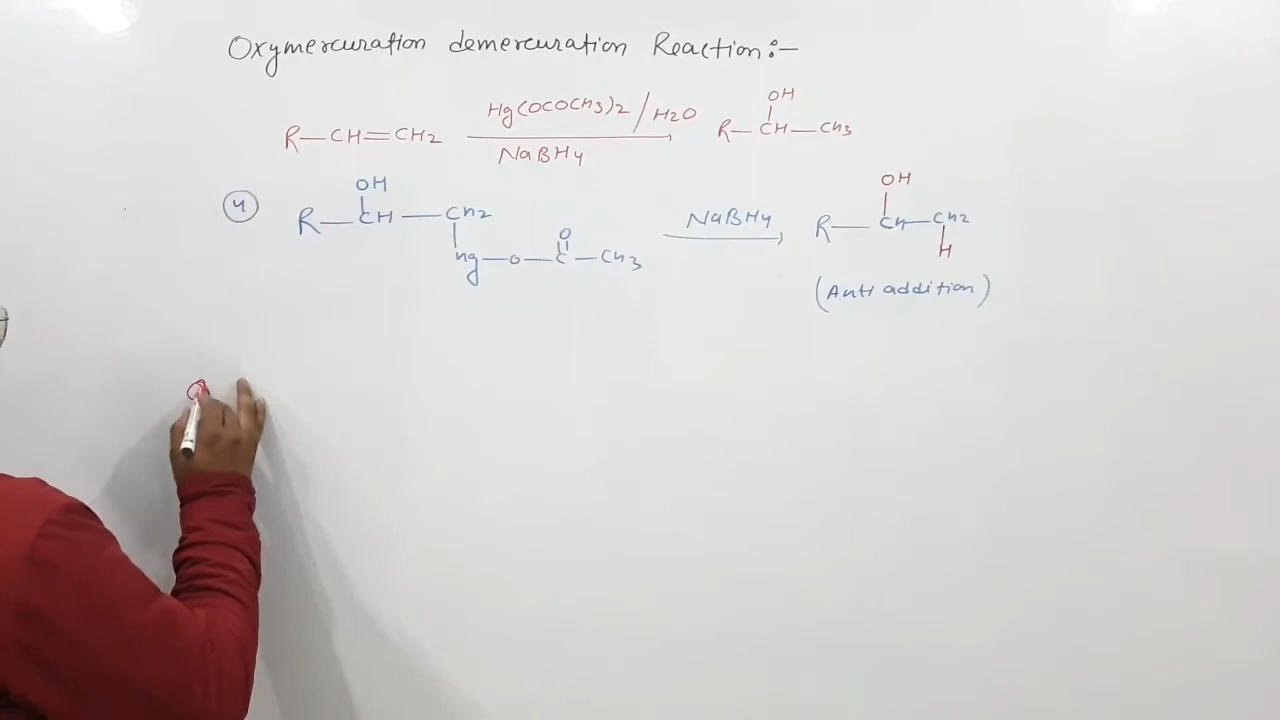 Oxymercuration demercuration Reaction:–
Hg(OCOCH3)2/H2O
OH
R—CH=CH2 → R—CH—CH3
NaBH4
OH
OH
4 R—CH—CH2 NaBH4 → R—CH—CH2
O
Hg—O—C—CH3
H
(Anti addition)